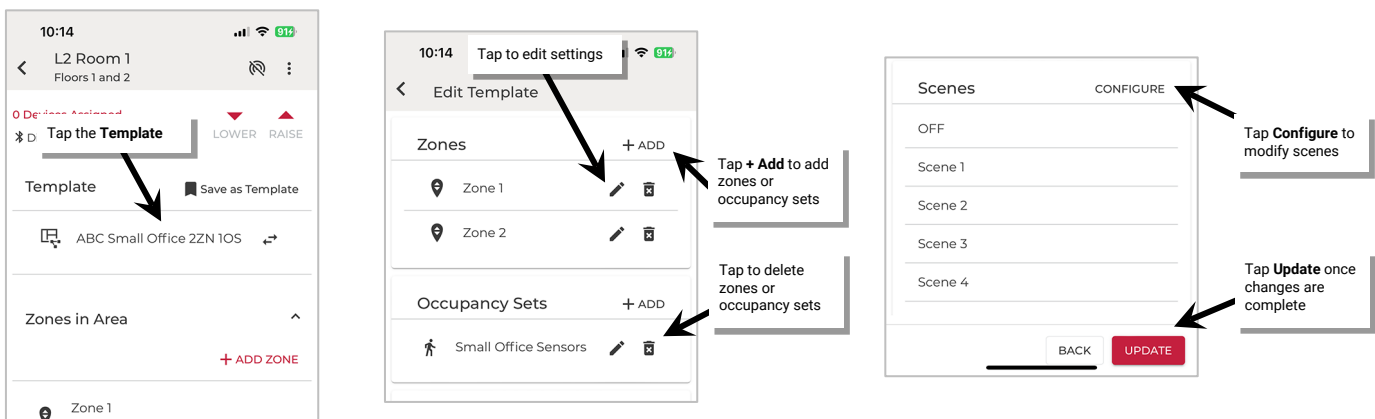 10:14
91
L2 Room 1
Floors 1 and 2
0 Devices Assigned
D
Tap the Template
LOWER RAISE
Template
Save as Template
ABC Small Office 2ZN 1OS
Zones in Area
+ ADD ZONE
Zone 1
10:14
91
Tap to edit settings
Edit Template
Zones
+ ADD
Zone 1
Zone 2
Tap + Add to add
zones or
occupancy sets
Occupancy Sets
+ ADD
Small Office Sensors
Tap to delete
zones or
occupancy sets
Scenes
CONFIGURE
OFF
Scene 1
Scene 2
Scene 3
Scene 4
BACK
UPDATE
Tap Configure to
modify scenes
Tap Update once
changes are
complete